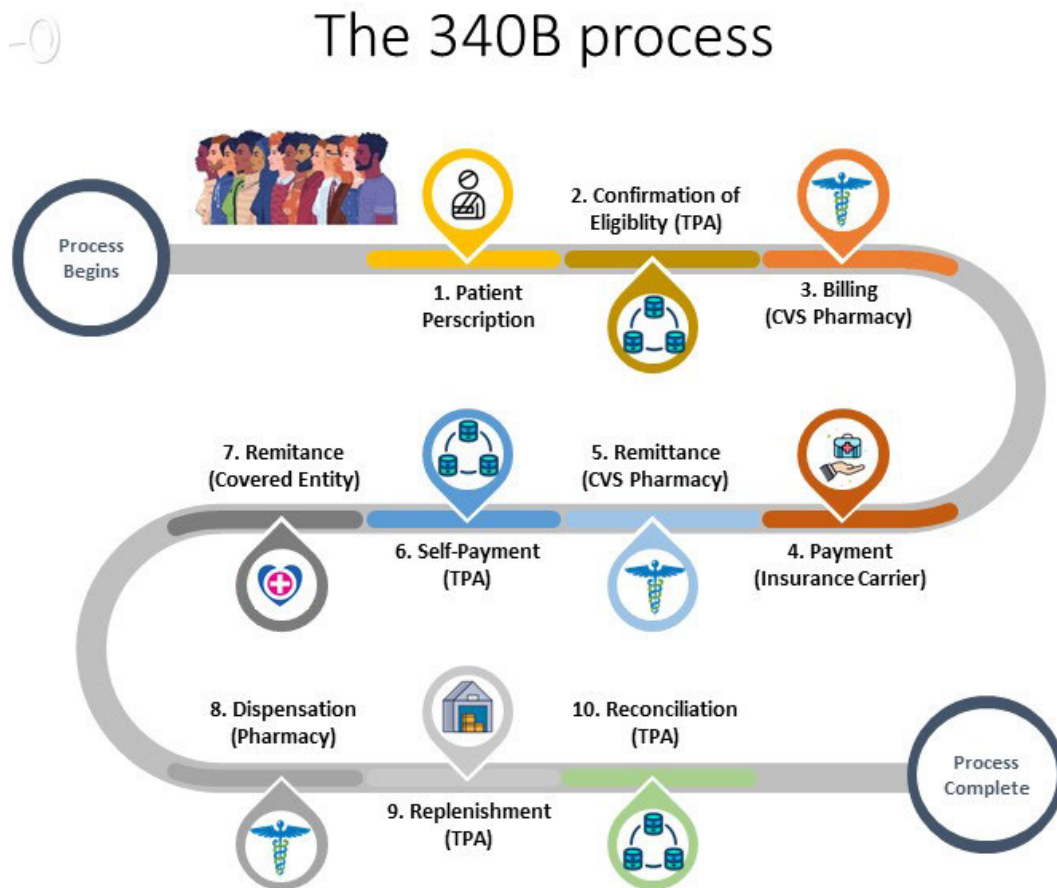 The 340B process
Process
Begins
1. Patient
Perscription
2. Confirmation of
Eligiblity (TPA)
3. Billing
(CVS Pharmacy)
4. Payment
(Insurance Carrier)
5. Remittance
(CVS Pharmacy)
6. Self-Payment
(TPA)
7. Remitance
(Covered Entity)
8. Dispensation
(Pharmacy)
9. Replenishment
(TPA)
10. Reconciliation
(TPA)
Process
Complete